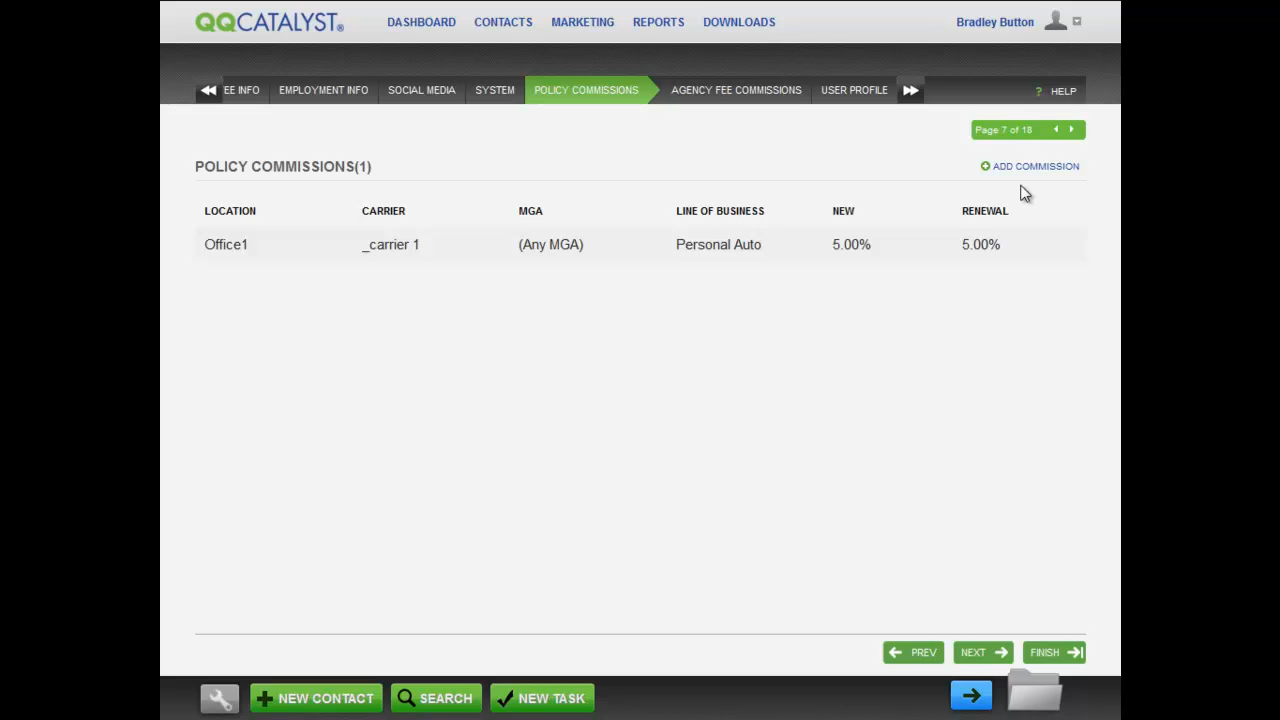 QQCATALYST® DASHBOARD CONTACTS MARKETING REPORTS DOWNLOADS Bradley Button
EE INFO EMPLOYMENT INFO SOCIAL MEDIA SYSTEM POLICY COMMISSIONS AGENCY FEE COMMISSIONS USER PROFILE ? HELP
Page 7 of 18
POLICY COMMISSIONS(1) ADD COMMISSION
LOCATION CARRIER MGA LINE OF BUSINESS NEW RENEWAL
Office1 _carrier 1 (Any MGA) Personal Auto 5.00% 5.00%
PREV NEXT FINISH
NEW CONTACT SEARCH NEW TASK